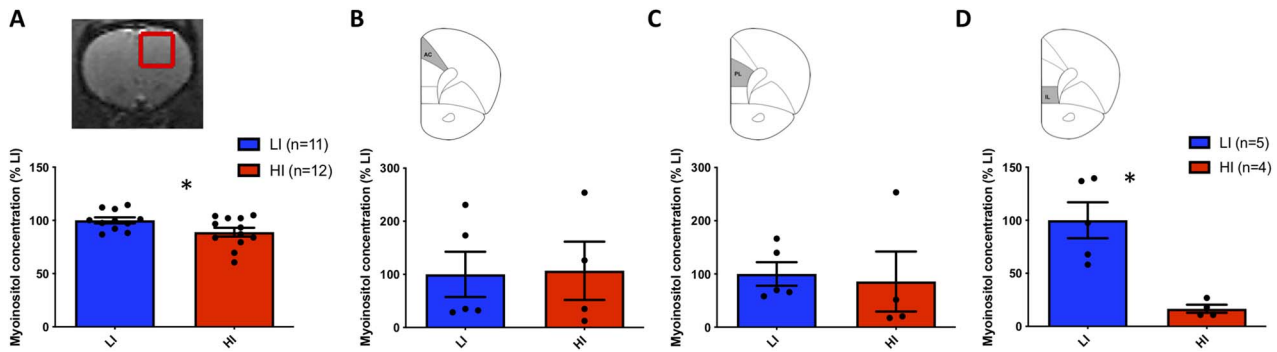 A
B
C
D
AC
PL
IL
LI (n=11)
HI (n=12)
LI (n=5)
HI (n=4)
Myoinositol concentration (% LI)
150
100
50
0
*
LI
HI
Myoinositol concentration (% LI)
300
200
100
0
LI
HI
Myoinositol concentration (% LI)
300
200
100
0
LI
HI
Myoinositol concentration (% LI)
150
100
50
0
*
LI
HI